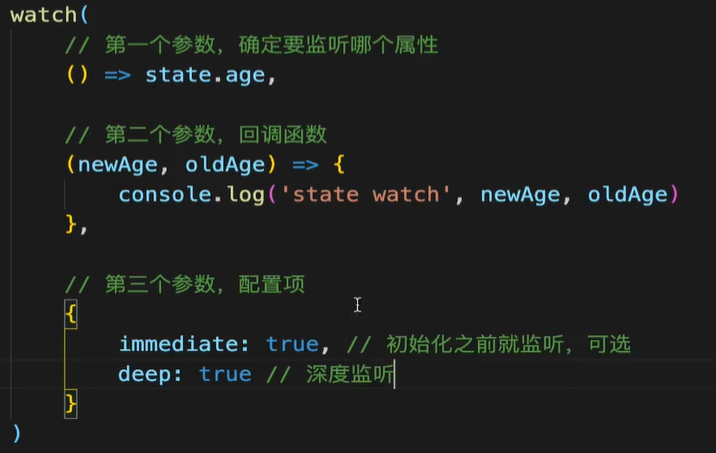 watch(
// 第一个参数，确定要监听哪个属性
() => state.age,
// 第二个参数，回调函数
(newAge, oldAge) => {
console.log('state watch', newAge, oldAge)
},
// 第三个参数，配置项
{
immediate: true, // 初始化之前就监听，可选
deep: true // 深度监听
}
)